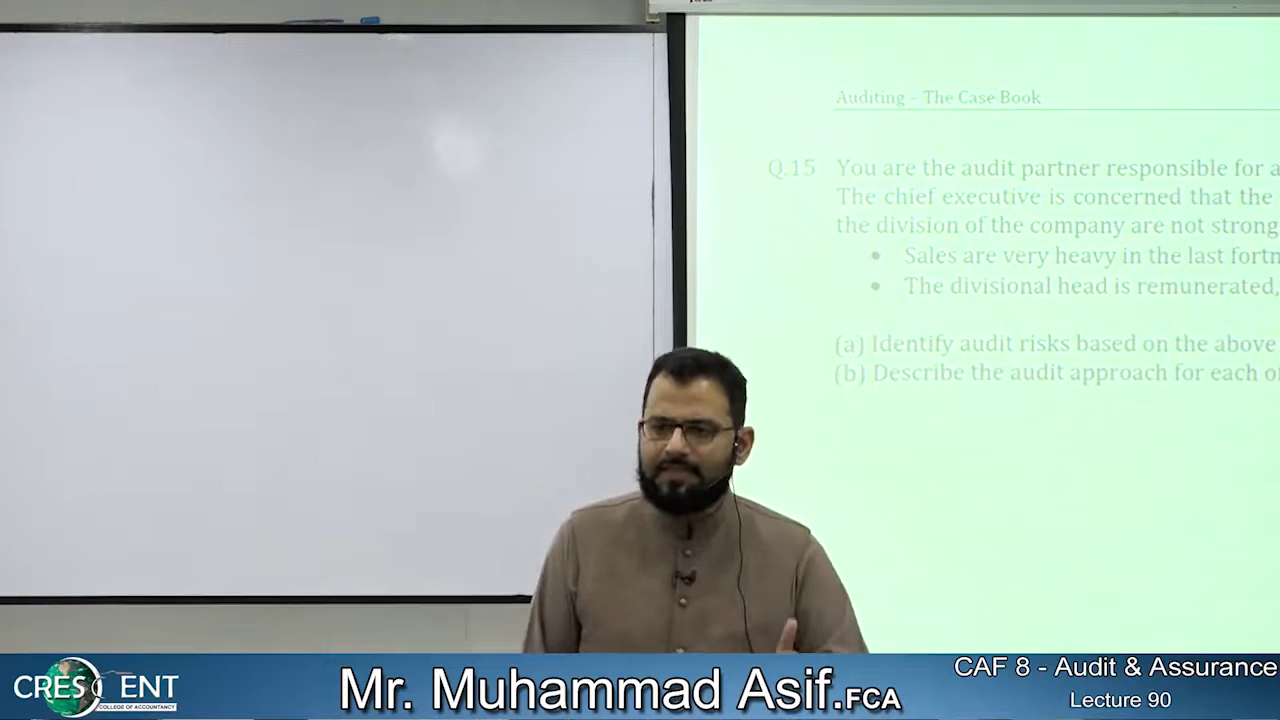 Auditing – The Case Book
Q.15 You are the audit partner responsible for a
The chief executive is concerned that the
the division of the company are not strong
• Sales are very heavy in the last fortn
• The divisional head is remunerated,
(a) Identify audit risks based on the above
(b) Describe the audit approach for each o
CRESCENT
COLLEGE OF ACCOUNTANCY
Mr. Muhammad Asif.FCA
CAF 8 - Audit & Assurance
Lecture 90